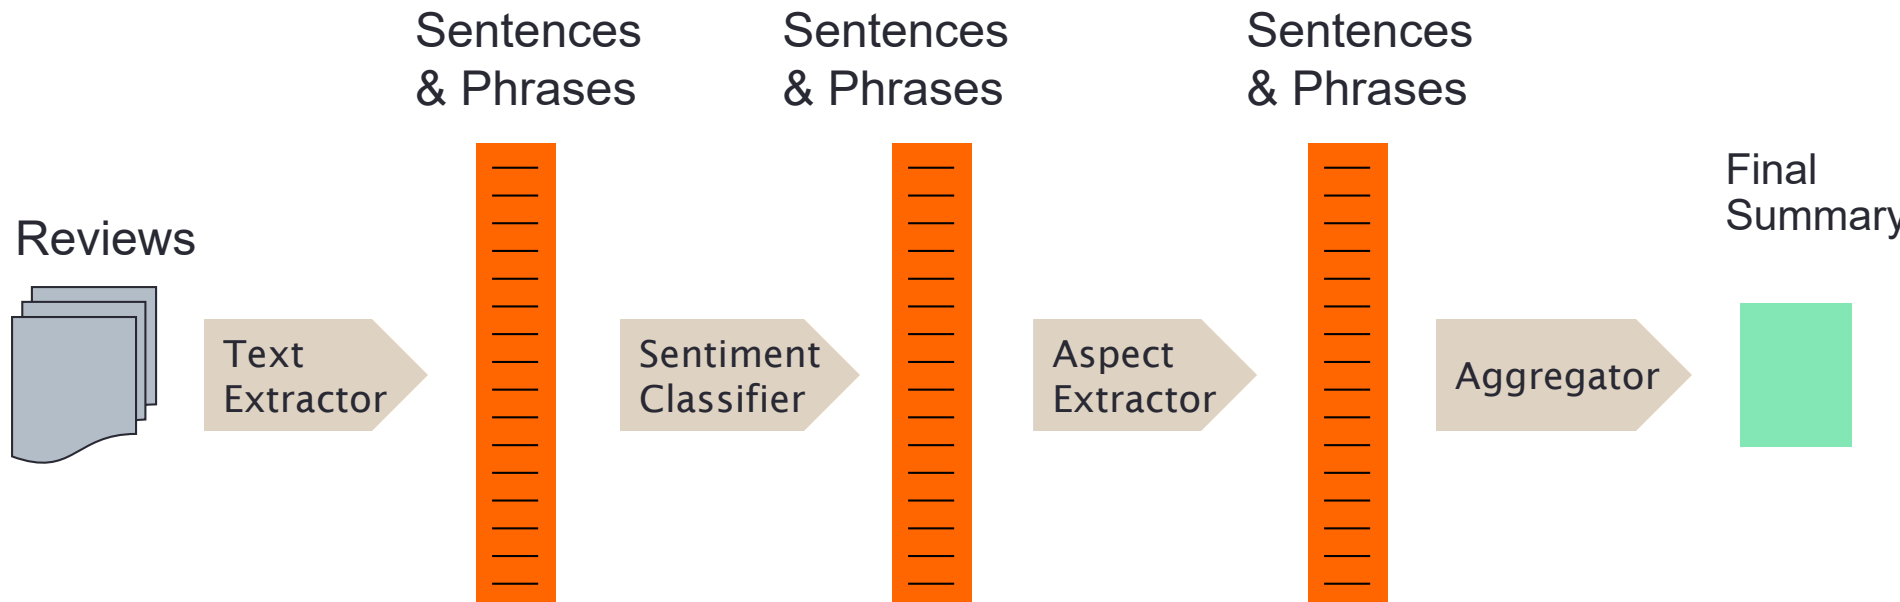 Sentences
& Phrases
Sentences
& Phrases
Sentences
& Phrases
Final
Summary
Reviews
Text
Extractor
Sentiment
Classifier
Aspect
Extractor
Aggregator